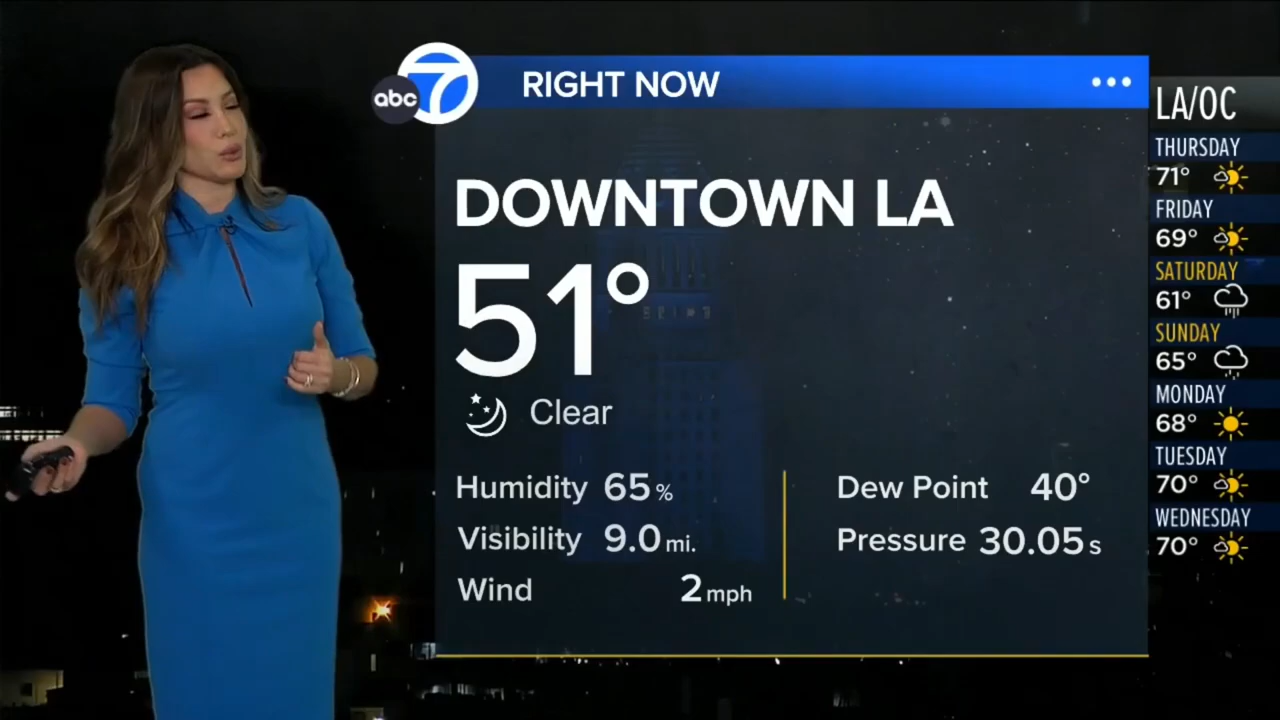 abc 7
RIGHT NOW
DOWNTOWN LA
51°
Clear
Humidity 65%
Visibility 9.0 mi.
Wind 2 mph
Dew Point 40°
Pressure 30.05 s
LA/OC
THURSDAY
71°
FRIDAY
69°
SATURDAY
61°
SUNDAY
65°
MONDAY
68°
TUESDAY
70°
WEDNESDAY
70°